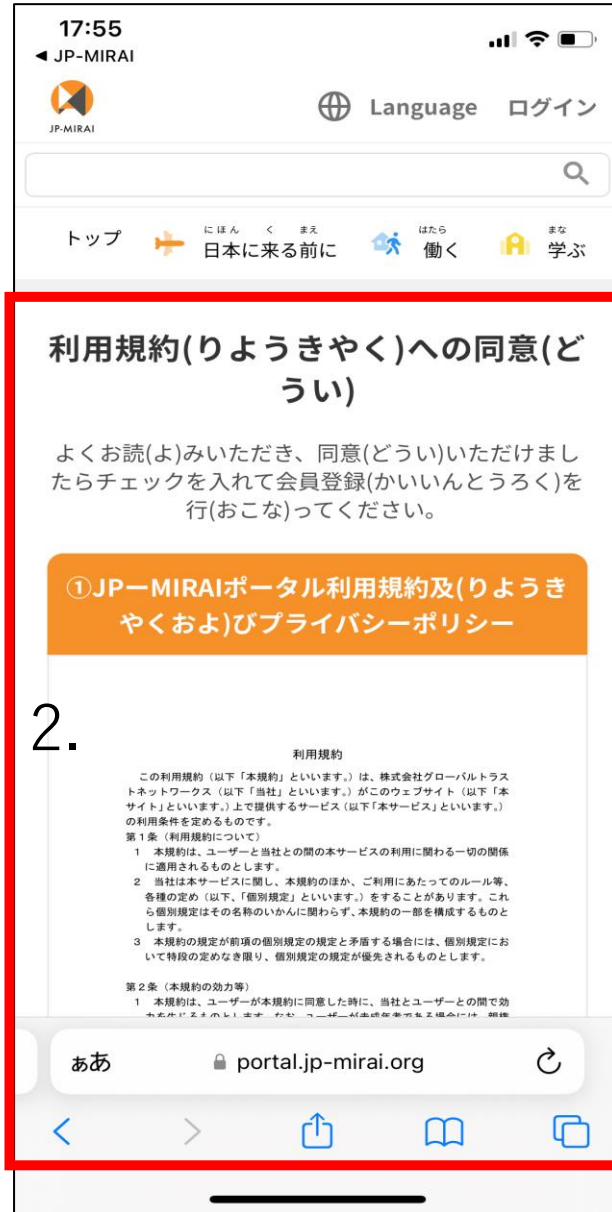 17:55
◀ JP-MIRAI
JP-MIRAI
Language ログイン
トップ 日本に来る前に 働く 学ぶ
にほん く まえ はたら まな
利用規約(りようきやく)への同意(ど
うい)
よくお読(よ)みいただき、同意(どうい)いただけまし
たらチェックを入れて会員登録(かいいんとうろく)を
行(おこな)ってください。
①JPーMIRAIポータル利用規約及(りようき
やくおよ)びプライバシーポリシー
2.
利用規約
この利用規約（以下「本規約」といいます。）は、株式会社グローバルトラス
トネットワークス（以下「当社」といいます。）がこのウェブサイト（以下「本
サイト」といいます。）上で提供するサービス（以下「本サービス」といいます。）
の利用条件を定めるものです。
第１条（利用規約について）
１ 本規約は、ユーザーと当社との間の本サービスの利用に関わる一切の関係
に適用されるものとします。
２ 当社は本サービスに関し、本規約のほか、ご利用にあたってのルール等、
各種の定め（以下、「個別規定」といいます。）をすることがあります。これ
ら個別規定はその名称のいかんに関わらず、本規約の一部を構成するものと
します。
３ 本規約の規定が前項の個別規定の規定と矛盾する場合には、個別規定にお
いて特段の定めなき限り、個別規定の規定が優先されるものとします。
第２条（本規約の効力等）
１ 本規約は、ユーザーが本規約に同意した時に、当社とユーザーとの間で効
ぁあ portal.jp-mirai.org